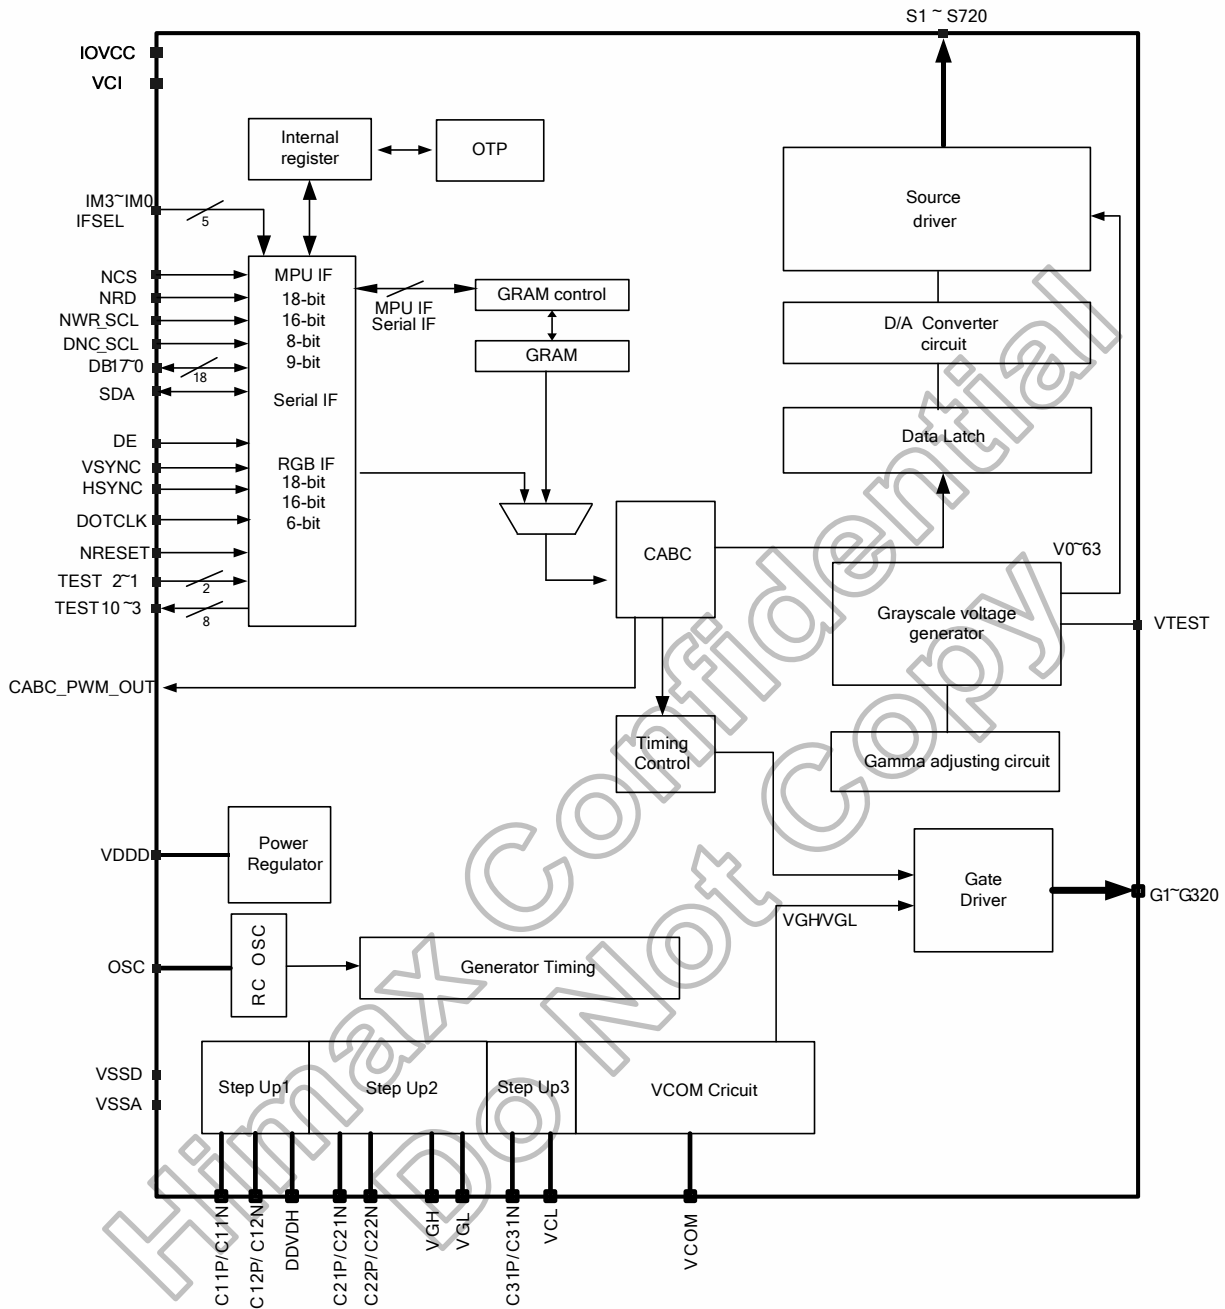 S1 ~ S720
IOVCC
VCI
Internal
register
OTP
Source
driver
IM3~IM0
IFSEL
5
NCS
NRD
NWR_SCL
DNC_SCL
DB17~0
18
SDA
DE
VSYNC
HSYNC
DOTCLK
NRESET
TEST 2~1
2
TEST10 ~3
8
MPU IF
18-bit
16-bit
8-bit
9-bit
Serial IF
RGB IF
18-bit
16-bit
6-bit
MPU IF
Serial IF
GRAM control
GRAM
D/A Converter
circuit
Data Latch
CABC
V0~63
Grayscale voltage
generator
VTEST
CABC_PWM_OUT
Timing
Control
Gamma adjusting circuit
VDDD
Power
Regulator
Gate
Driver
G1~G320
VGH/VGL
OSC
RC OSC
Generator Timing
VSSD
VSSA
Step Up1
Step Up2
Step Up3
VCOM Cricuit
C11P/C11N
C12P/C12N
DDVDH
C21P/C21N
C22P/C22N
VGH
VGL
C31P/C31N
VCL
VCOM
Himax Confidential
Do Not Copy